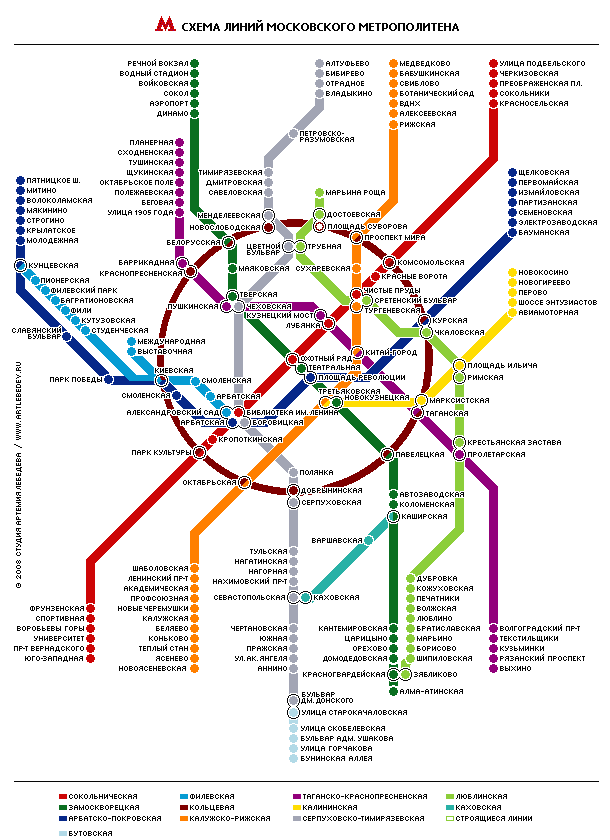 СХЕМА ЛИНИЙ МОСКОВСКОГО МЕТРОПОЛИТЕНА
РЕЧНОЙ ВОКЗАЛ
ВОДНЫЙ СТАДИОН
ВОЙКОВСКАЯ
СОКОЛ
АЭРОПОРТ
ДИНАМО
АЛТУФЬЕВО
БИБИРЕВО
ОТРАДНОЕ
ВЛАДЫКИНО
ПЕТРОВСКО-
РАЗУМОВСКАЯ
МЕДВЕДКОВО
БАБУШКИНСКАЯ
СВИБЛОВО
БОТАНИЧЕСКИЙ САД
ВДНХ
АЛЕКСЕЕВСКАЯ
РИЖСКАЯ
УЛИЦА ПОДБЕЛЬСКОГО
ЧЕРКИЗОВСКАЯ
ПРЕОБРАЖЕНСКАЯ ПЛ.
СОКОЛЬНИКИ
КРАСНОСЕЛЬСКАЯ
ПЛАНЕРНАЯ
СХОДНЕНСКАЯ
ТУШИНСКАЯ
ЩУКИНСКАЯ
ОКТЯБРЬСКОЕ ПОЛЕ
ПОЛЕЖАЕВСКАЯ
БЕГОВАЯ
УЛИЦА 1905 ГОДА
ТИМИРЯЗЕВСКАЯ
ДМИТРОВСКАЯ
САВЕЛОВСКАЯ
МАРЬИНА РОЩА
ПЯТНИЦКОЕ Ш.
МИТИНО
ВОЛОКОЛАМСКАЯ
МЯКИНИНО
СТРОГИНО
КРЫЛАТСКОЕ
МОЛОДЕЖНАЯ
ЩЕЛКОВСКАЯ
ПЕРВОМАЙСКАЯ
ИЗМАЙЛОВСКАЯ
ПАРТИЗАНСКАЯ
СЕМЕНОВСКАЯ
ЭЛЕКТРОЗАВОДСКАЯ
БАУМАНСКАЯ
МЕНДЕЛЕЕВСКАЯ
НОВОСЛОБОДСКАЯ
ДОСТОЕВСКАЯ
ПЛОЩАДЬ СУВОРОВА
ПРОСПЕКТ МИРА
БЕЛОРУССКАЯ
ЦВЕТНОЙ
БУЛЬВАР
ТРУБНАЯ
БАРРИКАДНАЯ
КРАСНОПРЕСНЕНСКАЯ
МАЯКОВСКАЯ
СУХАРЕВСКАЯ
КОМСОМОЛЬСКАЯ
КРАСНЫЕ ВОРОТА
КУНЦЕВСКАЯ
ПИОНЕРСКАЯ
ФИЛЕВСКИЙ ПАРК
БАГРАТИОНОВСКАЯ
ФИЛИ
КУТУЗОВСКАЯ
СТУДЕНЧЕСКАЯ
СЛАВЯНСКИЙ
БУЛЬВАР
НОВОКОСИНО
НОВОГИРЕЕВО
ПЕРОВО
ШОССЕ ЭНТУЗИАСТОВ
АВИАМОТОРНАЯ
ТВЕРСКАЯ
ПУШКИНСКАЯ
ЧЕХОВСКАЯ
КУЗНЕЦКИЙ МОСТ
ЛУБЯНКА
ЧИСТЫЕ ПРУДЫ
СРЕТЕНСКИЙ БУЛЬВАР
ТУРГЕНЕВСКАЯ
КУРСКАЯ
ЧКАЛОВСКАЯ
МЕЖДУНАРОДНАЯ
ВЫСТАВОЧНАЯ
КИТАЙ-ГОРОД
ОХОТНЫЙ РЯД
ТЕАТРАЛЬНАЯ
ПЛОЩАДЬ РЕВОЛЮЦИИ
ПЛОЩАДЬ ИЛЬИЧА
РИМСКАЯ
ПАРК ПОБЕДЫ
КИЕВСКАЯ
СМОЛЕНСКАЯ
СМОЛЕНСКАЯ
АРБАТСКАЯ
АЛЕКСАНДРОВСКИЙ САД
БИБЛИОТЕКА ИМ. ЛЕНИНА
АРБАТСКАЯ
БОРОВИЦКАЯ
ТРЕТЬЯКОВСКАЯ
НОВОКУЗНЕЦКАЯ
МАРКСИСТСКАЯ
ТАГАНСКАЯ
КРОПОТКИНСКАЯ
ПАРК КУЛЬТУРЫ
ОКТЯБРЬСКАЯ
ПОЛЯНКА
ДОБРЫНИНСКАЯ
СЕРПУХОВСКАЯ
ПАВЕЛЕЦКАЯ
КРЕСТЬЯНСКАЯ ЗАСТАВА
ПРОЛЕТАРСКАЯ
АВТОЗАВОДСКАЯ
КОЛОМЕНСКАЯ
КАШИРСКАЯ
ВАРШАВСКАЯ
КАХОВСКАЯ
ТУЛЬСКАЯ
НАГАТИНСКАЯ
НАГОРНАЯ
НАХИМОВСКИЙ ПР-Т
СЕВАСТОПОЛЬСКАЯ
ЧЕРТАНОВСКАЯ
ЮЖНАЯ
ПРАЖСКАЯ
УЛ. АК. ЯНГЕЛЯ
АННИНО
БУЛЬВАР
ДМ. ДОНСКОГО
УЛИЦА СТАРОКАЧАЛОВСКАЯ
УЛИЦА СКОБЕЛЕВСКАЯ
БУЛЬВАР АДМ. УШАКОВА
УЛИЦА ГОРЧАКОВА
БУНИНСКАЯ АЛЛЕЯ
ШАБОЛОВСКАЯ
ЛЕНИНСКИЙ ПР-Т
АКАДЕМИЧЕСКАЯ
ПРОФСОЮЗНАЯ
НОВЫЕ ЧЕРЕМУШКИ
КАЛУЖСКАЯ
БЕЛЯЕВО
КОНЬКОВО
ТЕПЛЫЙ СТАН
ЯСЕНЕВО
НОВОЯСЕНЕВСКАЯ
ФРУНЗЕНСКАЯ
СПОРТИВНАЯ
ВОРОБЬЕВЫ ГОРЫ
УНИВЕРСИТЕТ
ПР-Т ВЕРНАДСКОГО
ЮГО-ЗАПАДНАЯ
КАНТЕМИРОВСКАЯ
ЦАРИЦЫНО
ОРЕХОВО
ДОМОДЕДОВСКАЯ
КРАСНОГВАРДЕЙСКАЯ
АЛМА-АТИНСКАЯ
ДУБРОВКА
КОЖУХОВСКАЯ
ПЕЧАТНИКИ
ВОЛЖСКАЯ
ЛЮБЛИНО
БРАТИСЛАВСКАЯ
МАРЬИНО
БОРИСОВО
ШИПИЛОВСКАЯ
ЗЯБЛИКОВО
ВОЛГОГРАДСКИЙ ПР-Т
ТЕКСТИЛЬЩИКИ
КУЗЬМИНКИ
РЯЗАНСКИЙ ПРОСПЕКТ
ВЫХИНО
© 2008 СТУДИЯ АРТЕМИЯ ЛЕБЕДЕВА / WWW.ARTLEBEDEV.RU
СОКОЛЬНИЧЕСКАЯ
ЗАМОСКВОРЕЦКАЯ
АРБАТСКО-ПОКРОВСКАЯ
ФИЛЕВСКАЯ
КОЛЬЦЕВАЯ
КАЛУЖСКО-РИЖСКАЯ
ТАГАНСКО-КРАСНОПРЕСНЕНСКАЯ
КАЛИНИНСКАЯ
СЕРПУХОВСКО-ТИМИРЯЗЕВСКАЯ
ЛЮБЛИНСКАЯ
КАХОВСКАЯ
СТРОЯЩИЕСЯ ЛИНИИ
БУТОВСКАЯ